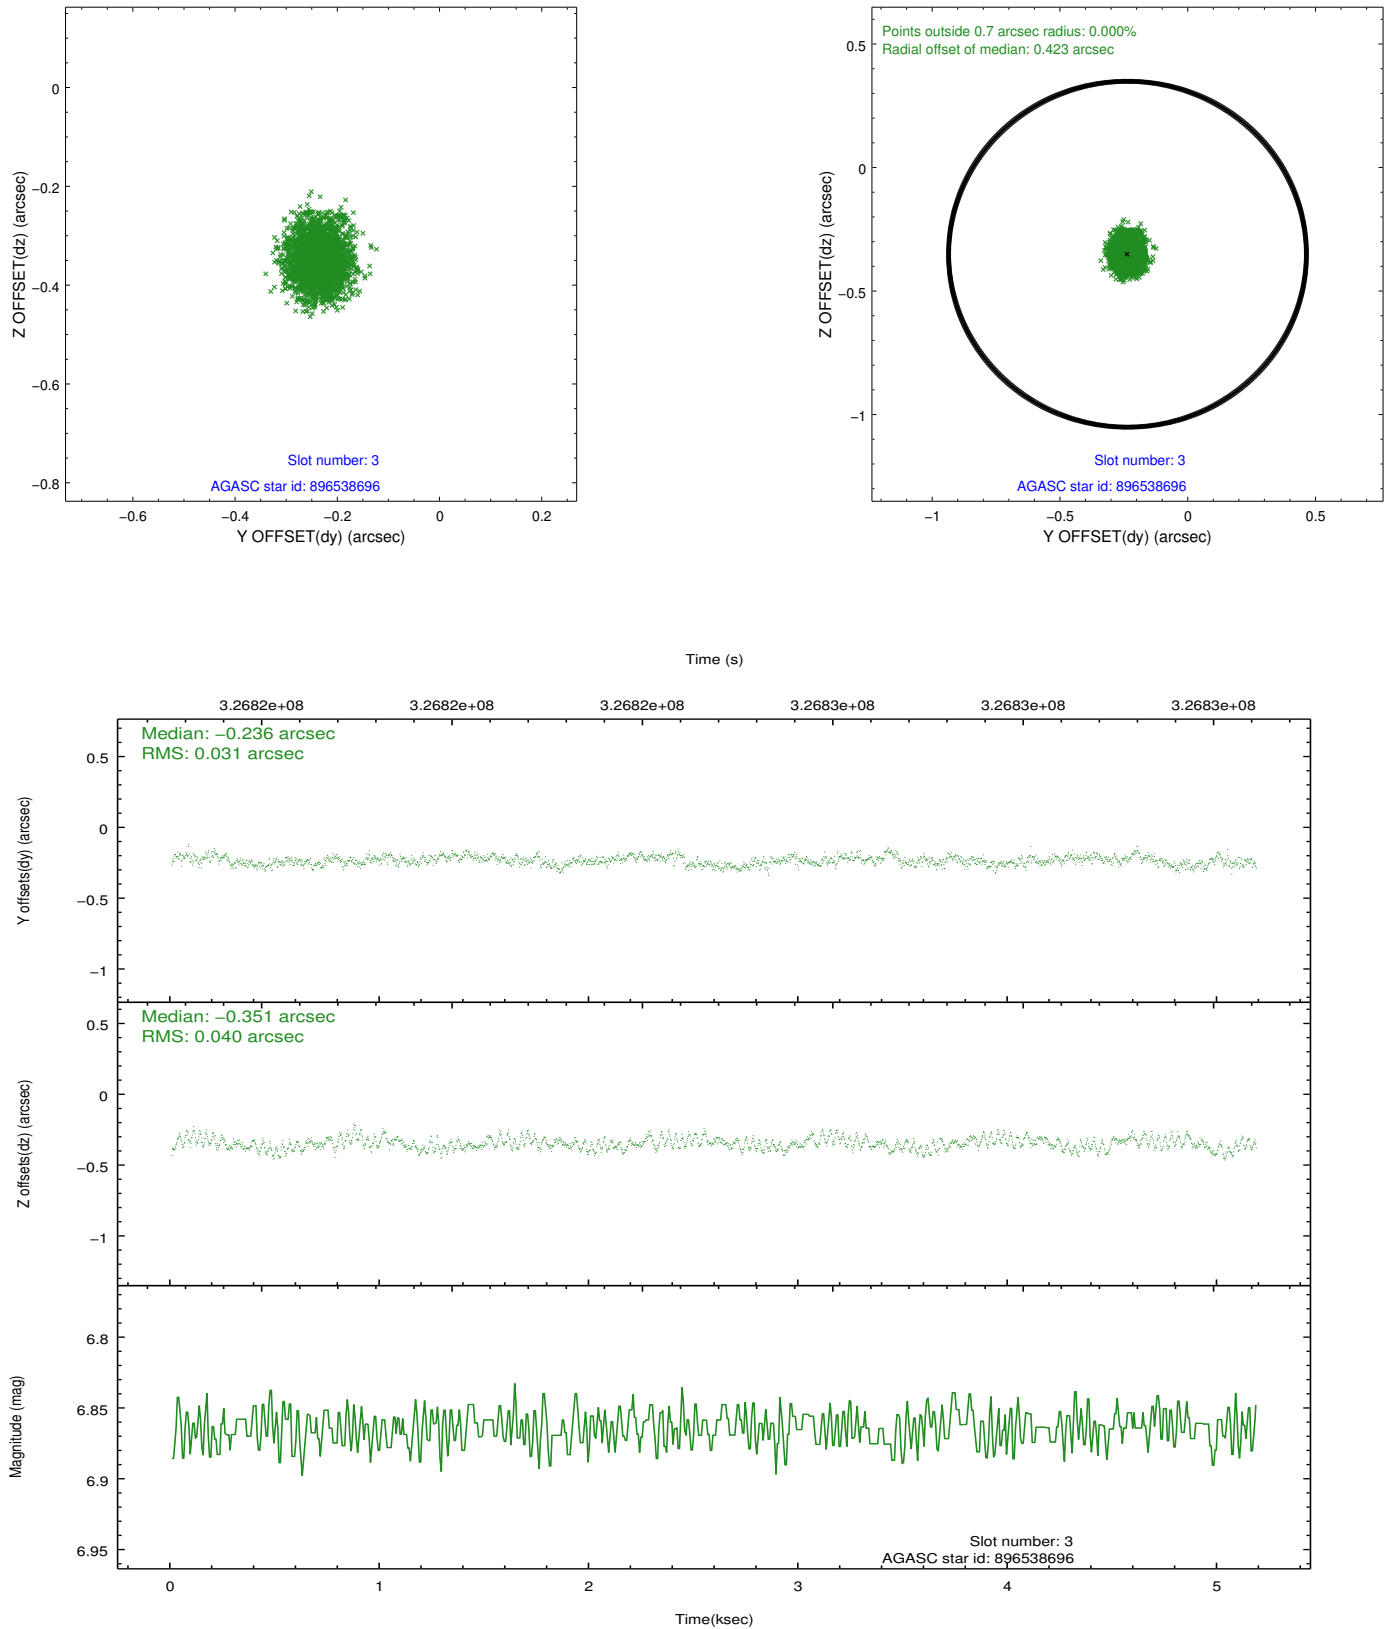 0
−0.2
−0.4
−0.6
−0.8
Z OFFSET(dz) (arcsec)
Slot number: 3
AGASC star id: 896538696
−0.6 −0.4 −0.2 0 0.2
Y OFFSET(dy) (arcsec)
Points outside 0.7 arcsec radius: 0.000%
Radial offset of median: 0.423 arcsec
0.5
0
−0.5
−1
Z OFFSET(dz) (arcsec)
Slot number: 3
AGASC star id: 896538696
−1 −0.5 0 0.5
Y OFFSET(dy) (arcsec)
Time (s)
3.2682e+08 3.2682e+08 3.2682e+08 3.2683e+08 3.2683e+08 3.2683e+08
Median: −0.236 arcsec
RMS: 0.031 arcsec
0.5
0
−0.5
−1
Y offsets(dy) (arcsec)
Median: −0.351 arcsec
RMS: 0.040 arcsec
0.5
0
−0.5
−1
Z offsets(dz) (arcsec)
6.8
6.85
6.9
6.95
Magnitude (mag)
Slot number: 3
AGASC star id: 896538696
0 1 2 3 4 5
Time(ksec)